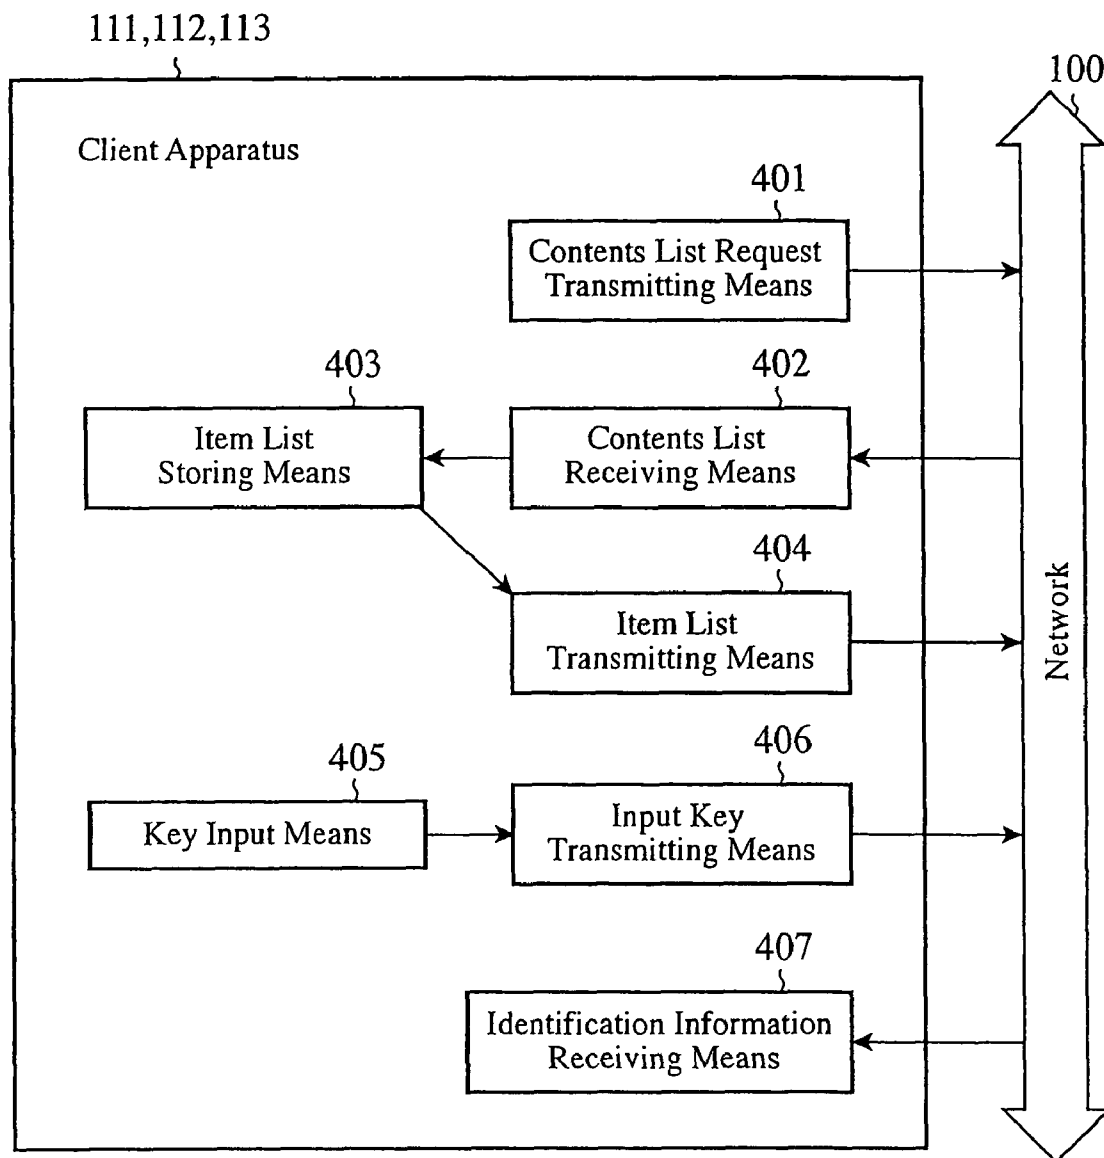 111,112,113
100
Client Apparatus
401
Contents List Request
Transmitting Means
403
Item List
Storing Means
402
Contents List
Receiving Means
404
Item List
Transmitting Means
Network
405
Key Input Means
406
Input Key
Transmitting Means
407
Identification Information
Receiving Means